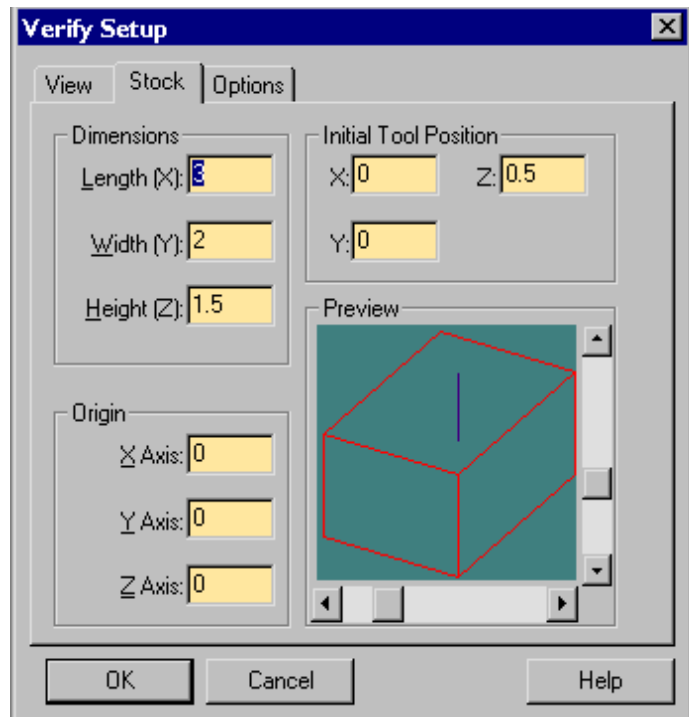 Verify Setup
View Stock Options
Dimensions
Length (X): 3
Width (Y): 2
Height (Z): 1.5
Initial Tool Position
X: 0 Z: 0.5
Y: 0
Origin
X Axis: 0
Y Axis: 0
Z Axis: 0
Preview
OK Cancel Help